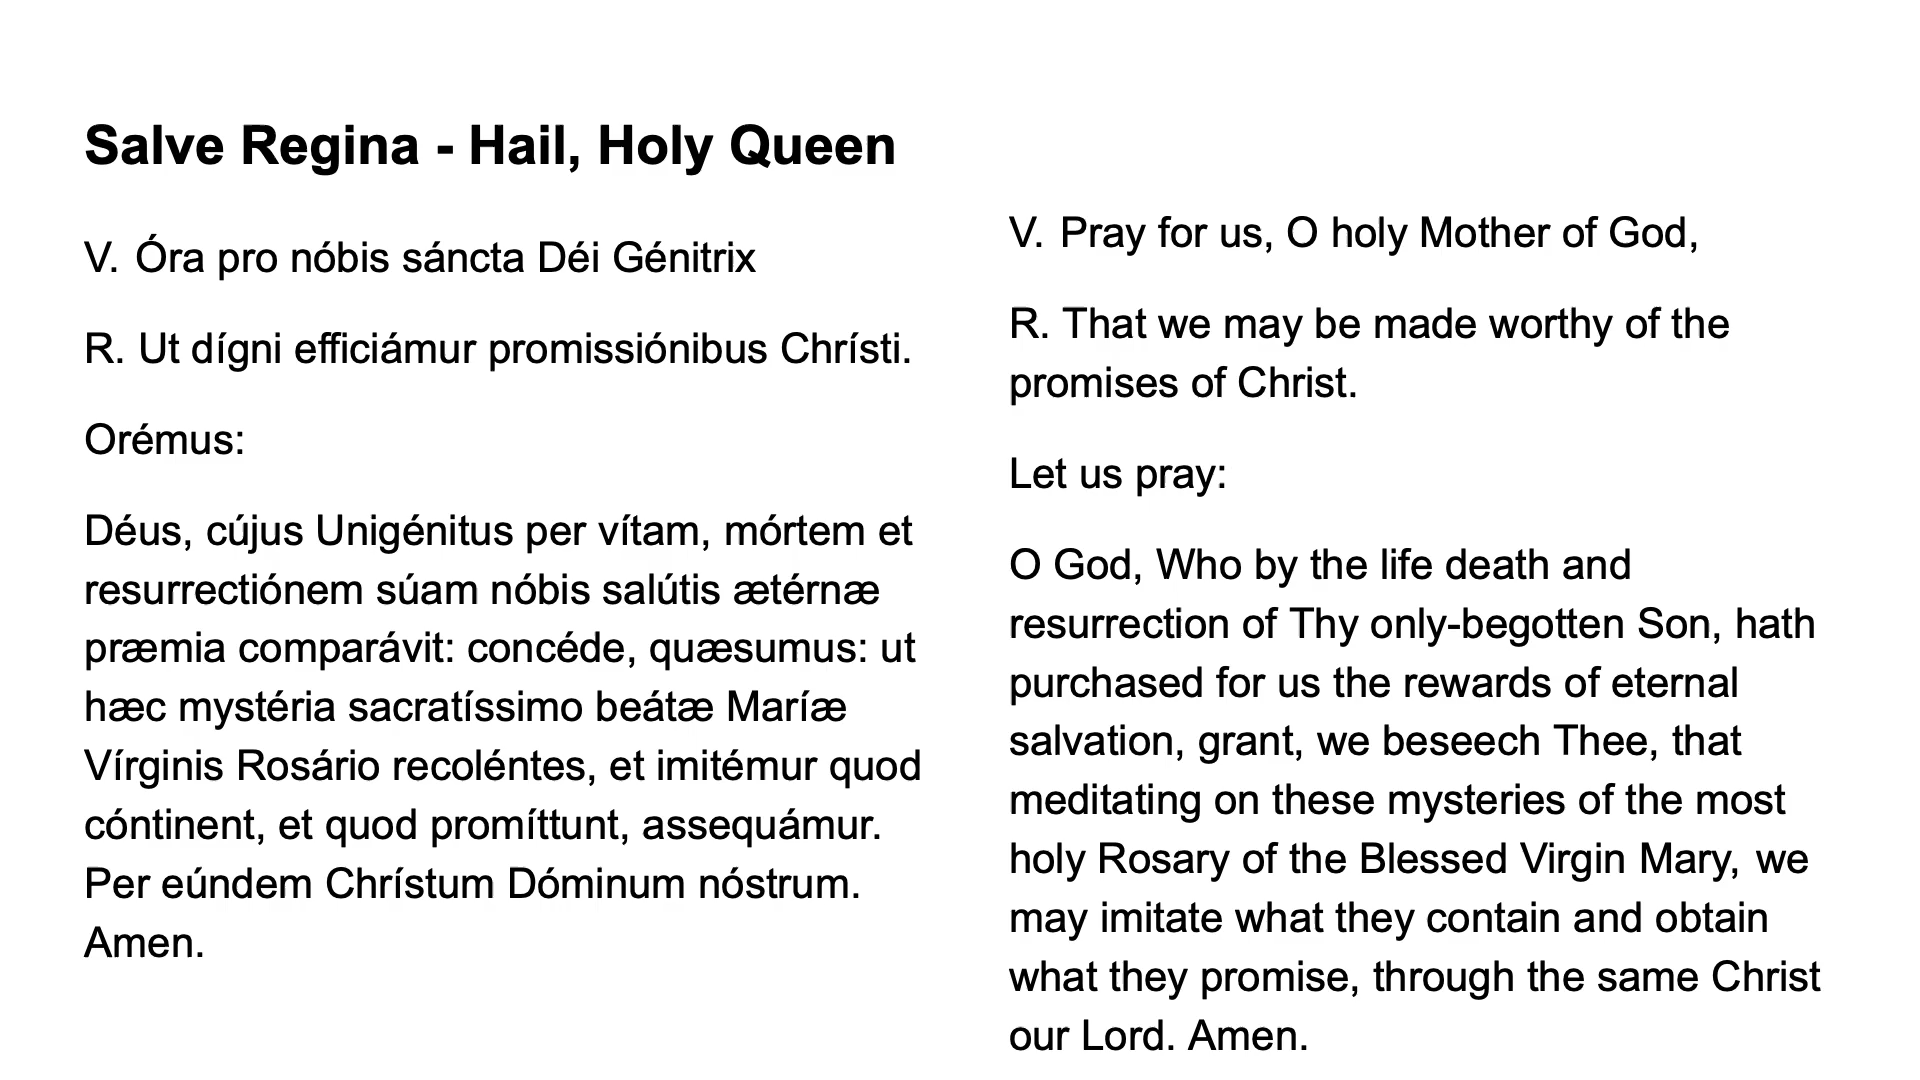 Salve Regina - Hail, Holy Queen
V. Óra pro nóbis sáncta Déi Génitrix
R. Ut dígni efficiámur promissiónibus Chrísti.
Orémus:
Déus, cújus Unigénitus per vítam, mórtem et
resurrectiónem súam nóbis salútis ætérnæ
præmia comparávit: concéde, quæsumus: ut
hæc mystéria sacratíssimo beátæ Maríæ
Vírginis Rosário recoléntes, et imitémur quod
cóntinent, et quod promíttunt, assequámur.
Per eúndem Chrístum Dóminum nóstrum.
Amen.
V. Pray for us, O holy Mother of God,
R. That we may be made worthy of the
promises of Christ.
Let us pray:
O God, Who by the life death and
resurrection of Thy only-begotten Son, hath
purchased for us the rewards of eternal
salvation, grant, we beseech Thee, that
meditating on these mysteries of the most
holy Rosary of the Blessed Virgin Mary, we
may imitate what they contain and obtain
what they promise, through the same Christ
our Lord. Amen.